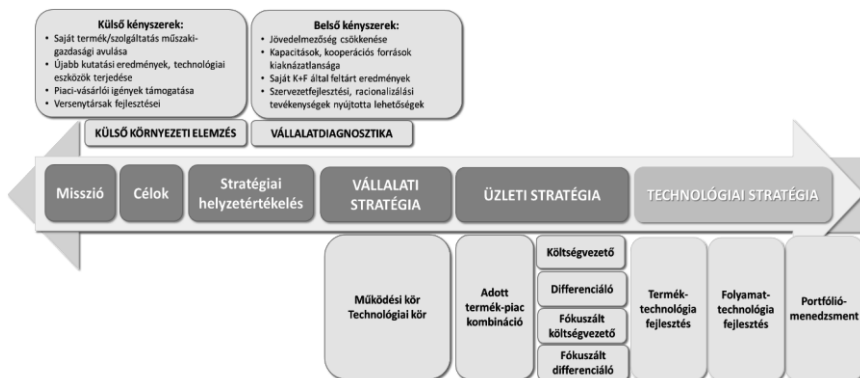 Külső kényszerek:
• Saját termék/szolgáltatás műszaki-
gazdasági avulása
• Újabb kutatási eredmények, technológiai
eszközök terjedése
• Piaci-vásárlói igények támogatása
• Versenytársak fejlesztései
Belső kényszerek:
• Jövedelmezőség csökkenése
• Kapacitások, kooperációs források
kiaknázatlansága
• Saját K+F által feltárt eredmények
• Szervezetfejlesztési, racionalizálási
tevékenységek nyújtotta lehetőségek
KÜLSŐ KÖRNYEZETI ELEMZÉS
VÁLLALATDIAGNOSZTIKA
Misszió
Célok
Stratégiai
helyzetértékelés
VÁLLALATI
STRATÉGIA
ÜZLETI STRATÉGIA
TECHNOLÓGIAI STRATÉGIA
Működési kör
Technológiai kör
Adott
termék-piac
kombináció
Költségvezető
Differenciáló
Fókuszált
költségvezető
Fókuszált
differenciáló
Termék-
technológia
fejlesztés
Folyamat-
technológia
fejlesztés
Portfólió-
menedzsment